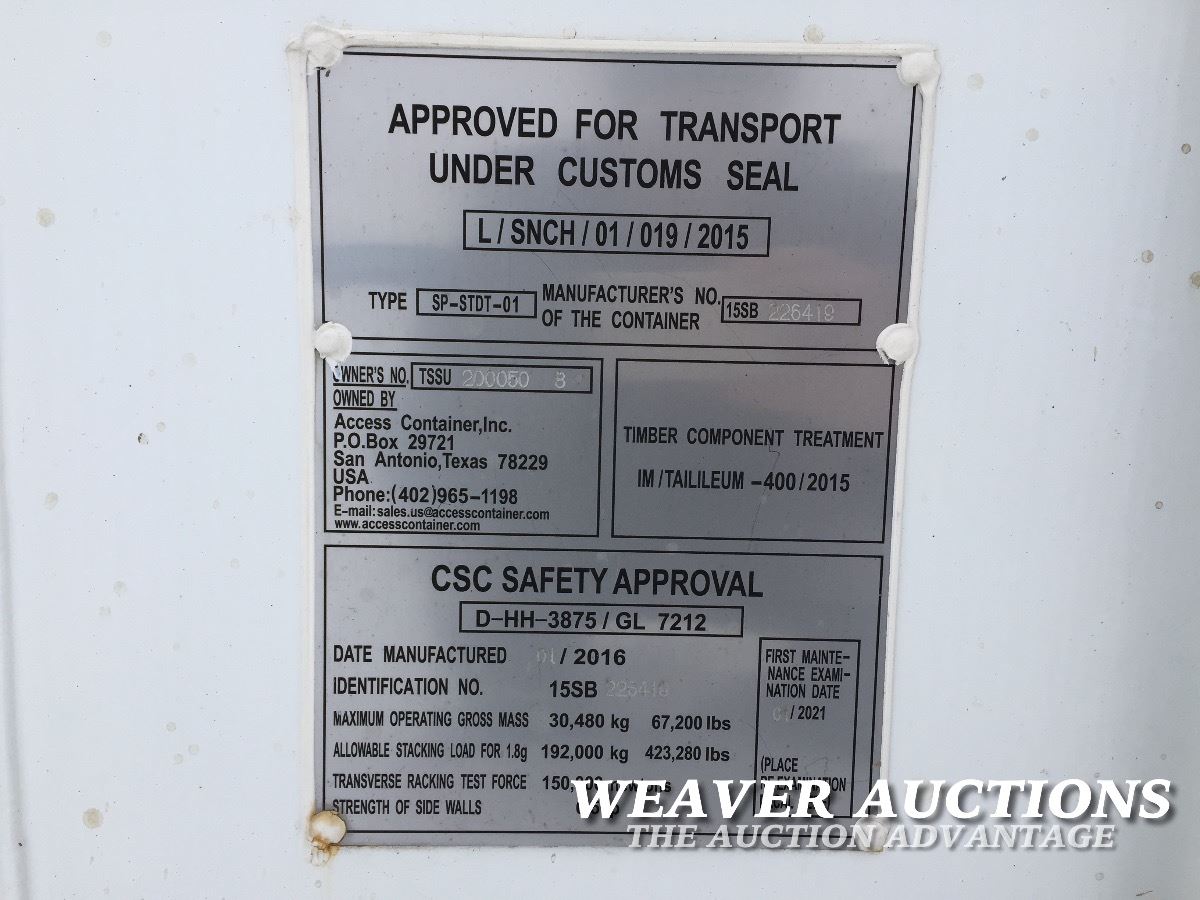 APPROVED FOR TRANSPORT
UNDER CUSTOMS SEAL
L / SNCH / 01 / 019 / 2015
TYPE SP-STDT-01 MANUFACTURER'S NO.
OF THE CONTAINER 15SB
OWNER'S NO. TSSU 200050 8
OWNED BY
Access Container,Inc.
P.O.Box 29721
San Antonio,Texas 78229
USA
Phone:(402)965-1198
E-mail:sales.us@accesscontainer.com
www.accesscontainer.com
TIMBER COMPONENT TREATMENT
IM/TAILILEUM -400/2015
CSC SAFETY APPROVAL
D-HH-3875/GL 7212
DATE MANUFACTURED 01/ 2016
IDENTIFICATION NO. 15SB
MAXIMUM OPERATING GROSS MASS 30,480 kg 67,200 lbs
ALLOWABLE STACKING LOAD FOR 1.8g 192,000 kg 423,280 lbs
TRANSVERSE RACKING TEST FORCE
STRENGTH OF SIDE WALLS
FIRST MAINTE-
NANCE EXAMI-
NATION DATE
01/ 2021
(PLACE
WEAVER AUCTIONS
THE AUCTION ADVANTAGE